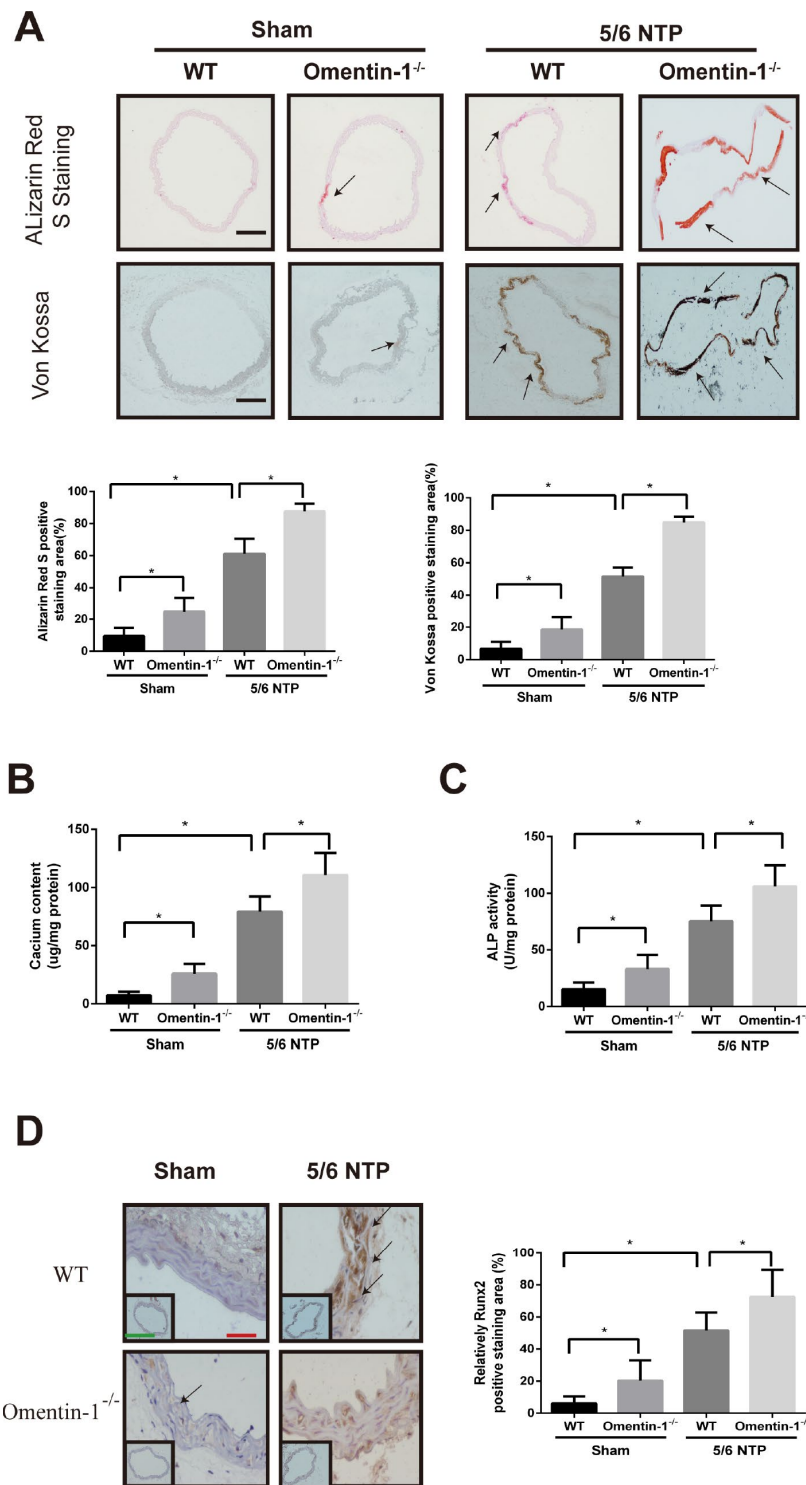 A
Sham
5/6 NTP
WT
Omentin-1-/-
WT
Omentin-1-/-
ALizarin Red
S Staining
Von Kossa
Alizarin Red S positive
staining area(%)
100
80
60
40
20
0
*
*
*
WT
Omentin-1-/-
WT
Omentin-1-/-
Sham
5/6 NTP
Von Kossa positive staining area(%)
100
80
60
40
20
0
*
*
*
WT
Omentin-1-/-
WT
Omentin-1-/-
Sham
5/6 NTP
B
Cacium content
(ug/mg protein)
150
100
50
0
*
*
*
WT
Omentin-1-/-
WT
Omentin-1-/-
Sham
5/6 NTP
C
ALP activity
(U/mg protein)
150
100
50
0
*
*
*
WT
Omentin-1-/-
WT
Omentin-1-/-
Sham
5/6 NTP
D
Sham
5/6 NTP
WT
Omentin-1-/-
Relatively Runx2
positive staining area (%)
100
80
60
40
20
0
*
*
*
WT
Omentin-1-/-
WT
Omentin-1-/-
Sham
5/6 NTP